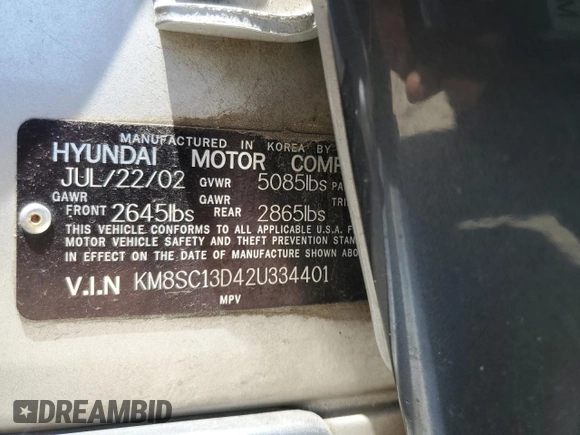 MANUFACTURED IN KOREA BY
HYUNDAI MOTOR COMP
JUL/22/02 GVWR 5085lbs PA
GAWR GAWR TRI
FRONT 2645lbs REAR 2865lbs
THIS VEHICLE CONFORMS TO ALL APPLICABLE U.S.A. F
MOTOR VEHICLE SAFETY AND THEFT PREVENTION STAN
IN EFFECT ON THE DATE OF MANUFACTURE SHOWN ABO
V.I.N KM8SC13D42U334401
MPV
DREAMBID